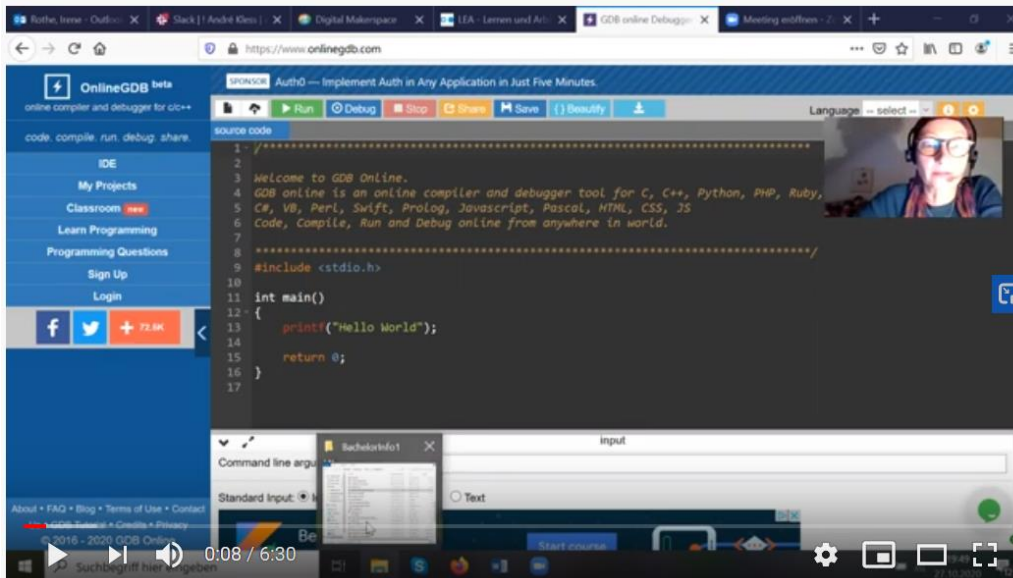 Rothe, Irene - Outloo
Slack | ! André Kless |
Digital Makerspace
LEA - Lernen und Arb
GDB online Debugger
Meeting eröffnen - Z
https://www.onlinegdb.com
OnlineGDB beta
online compiler and debugger for c/c++
code. compile. run. debug. share.
IDE
My Projects
Classroom new
Learn Programming
Programming Questions
Sign Up
Login
72.6K
About • FAQ • Blog • Terms of Use • Contact
• Credits • Privacy
© 2016 - 2020 GDB Online
SPONSOR Auth0 — Implement Auth in Any Application in Just Five Minutes.
Run Debug Stop Share Save {} Beautify
Language -- select --
source code
1 /******************************************************************************
2
3 Welcome to GDB Online.
4 GDB online is an online compiler and debugger tool for C, C++, Python, PHP, Ruby,
5 C#, VB, Perl, Swift, Prolog, Javascript, Pascal, HTML, CSS, JS
6 Code, Compile, Run and Debug online from anywhere in world.
7
8 *******************************************************************************/
9 #include <stdio.h>
10
11 int main()
12 {
13 printf("Hello World");
14
15 return 0;
16 }
17
input
Command line argu
BachelorInfo1
Standard Input:
Text
Be
Start course
0:08 / 6:30
Suchbegriff hier eingeben
22.10.2020